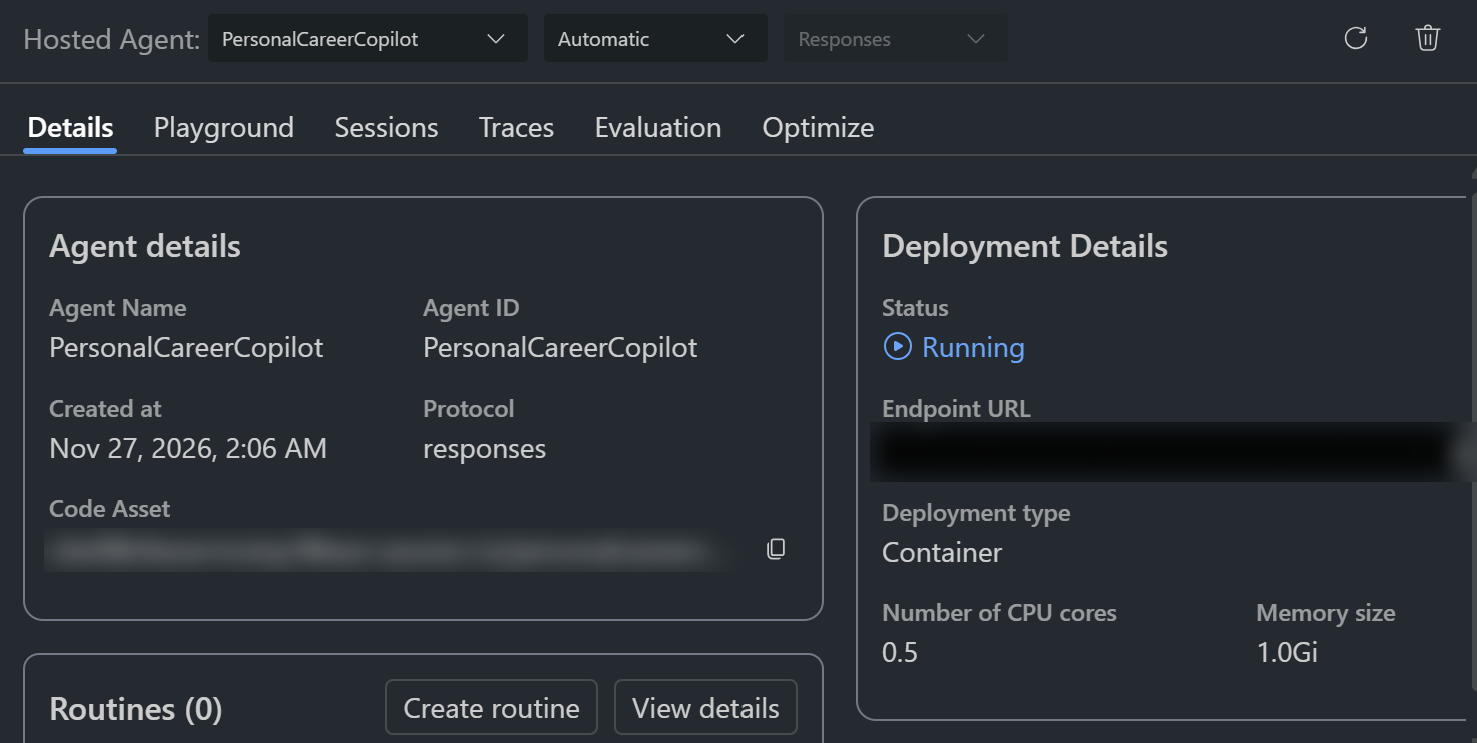 Hosted Agent: PersonalCareerCopilot Automatic Responses
Details Playground Sessions Traces Evaluation Optimize
Agent details
Agent Name Agent ID
PersonalCareerCopilot PersonalCareerCopilot
Created at Protocol
Nov 27, 2026, 2:06 AM responses
Code Asset
Routines (0) Create routine View details
Deployment Details
Status
Running
Endpoint URL
Deployment type
Container
Number of CPU cores Memory size
0.5 1.0Gi